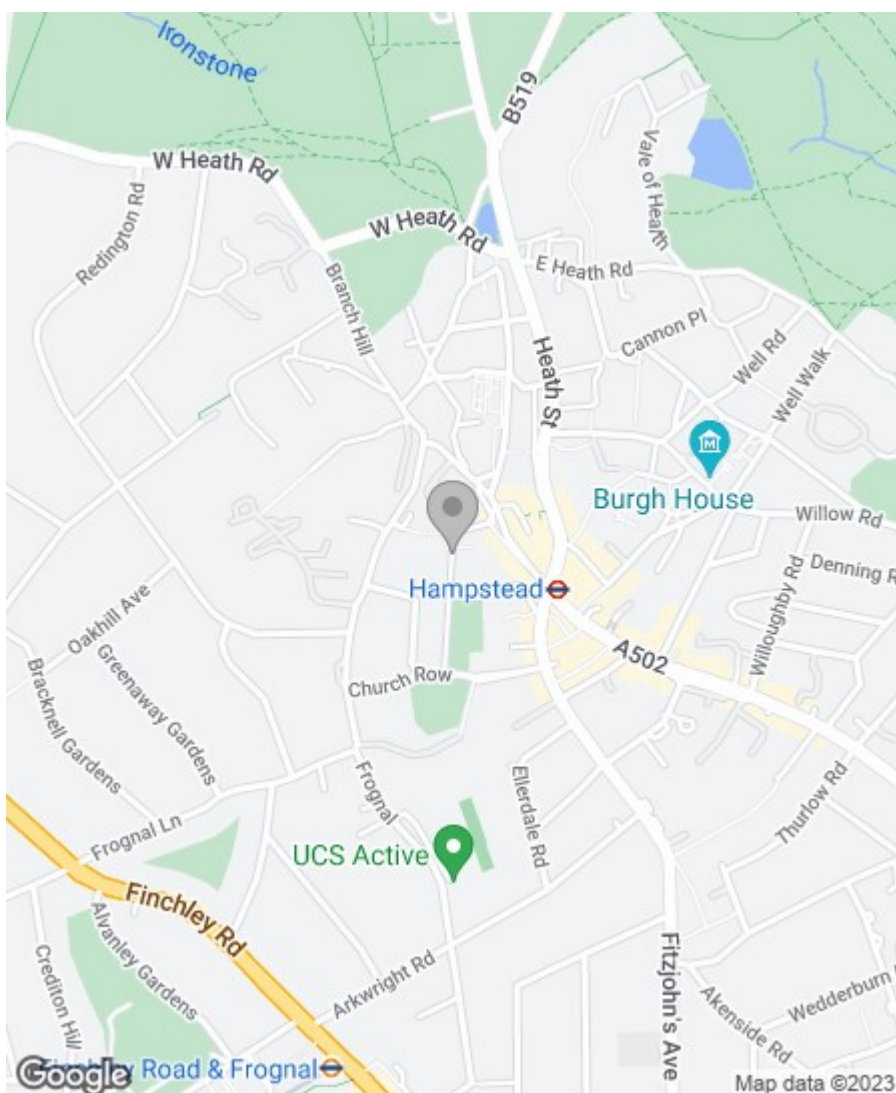 Ironstone
B519
W Heath Rd
Vale of Health
Redington Rd
W Heath Rd
E Heath Rd
Branch Hill
Cannon Pl
Heath St
Well Rd
Well Walk
M
Burgh House
Willow Rd
Hampstead
Denning R
Willoughby Rd
Oakhill Ave
A502
Church Row
Greenaway Gardens
Bracknell Gardens
Frognal
Ellerdale Rd
Thurlow Rd
Frognal Ln
UCS Active
Finchley Rd
Alvanley Gardens
Arkwright Rd
Fitzjohn's Ave
Crediton Hill
Wedderburn
Akenside Rd
Road & Frognal
Google
Map data ©2023